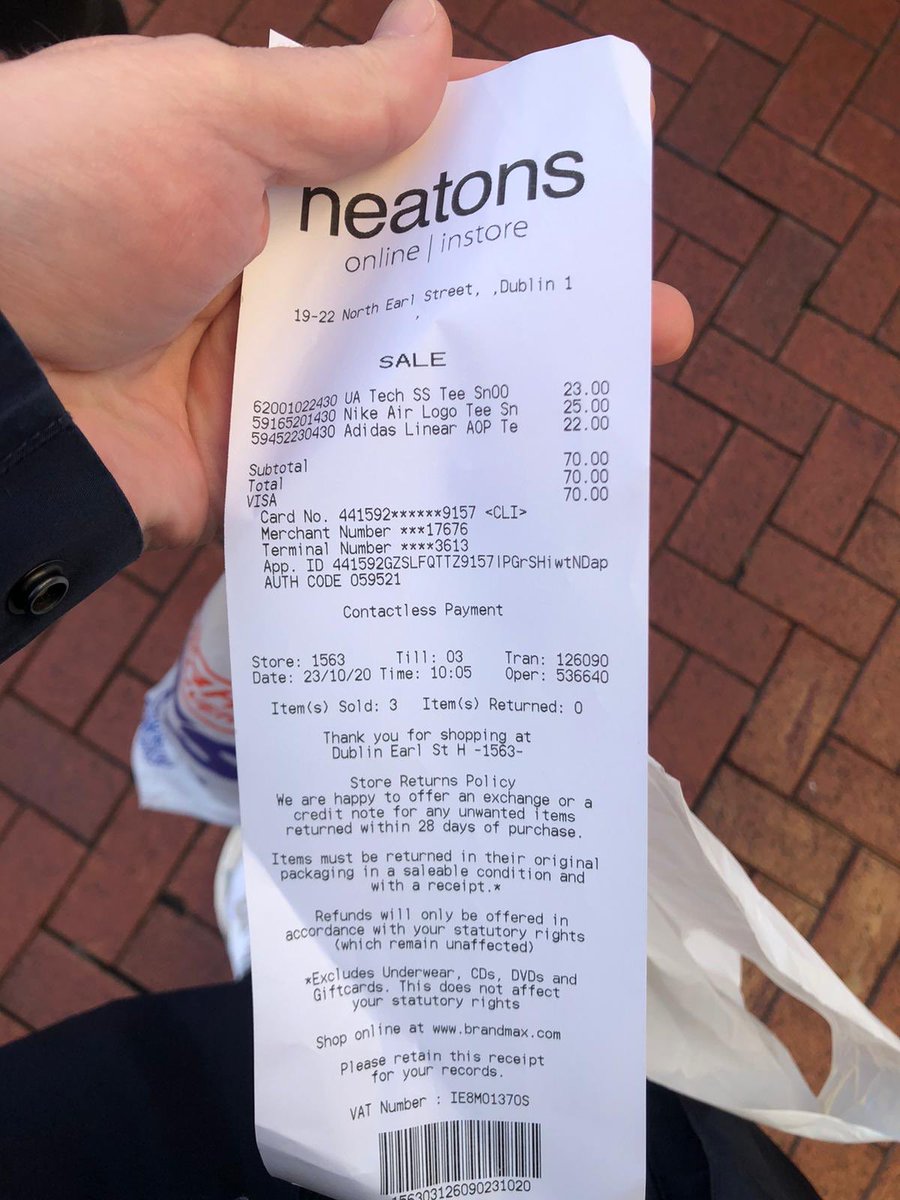 neatons
online | instore
19-22 North Earl Street, ,Dublin 1
,
SALE
62001022430 UA Tech SS Tee Sn00 23.00
59165201430 Nike Air Logo Tee Sn 25.00
59452230430 Adidas Linear AOP Te 22.00
Subtotal 70.00
Total 70.00
VISA 70.00
Card No. 441592******9157 <CLI>
Merchant Number ***17676
Terminal Number ****3613
App. ID 441592GZSLFQTTZ9157IPGrSHiwtNDap
AUTH CODE 059521
Contactless Payment
Store: 1563 Till: 03 Tran: 126090
Date: 23/10/20 Time: 10:05 Oper: 536640
Item(s) Sold: 3 Item(s) Returned: 0
Thank you for shopping at
Dublin Earl St H -1563-
Store Returns Policy
We are happy to offer an exchange or a
credit note for any unwanted items
returned within 28 days of purchase.
Items must be returned in their original
packaging in a saleable condition and
with a receipt.*
Refunds will only be offered in
accordance with your statutory rights
(which remain unaffected)
*Excludes Underwear, CDs, DVDs and
Giftcards. This does not affect
your statutory rights
Shop online at www.brandmax.com
Please retain this receipt
for your records.
VAT Number : IE8M01370S
156303126090231020